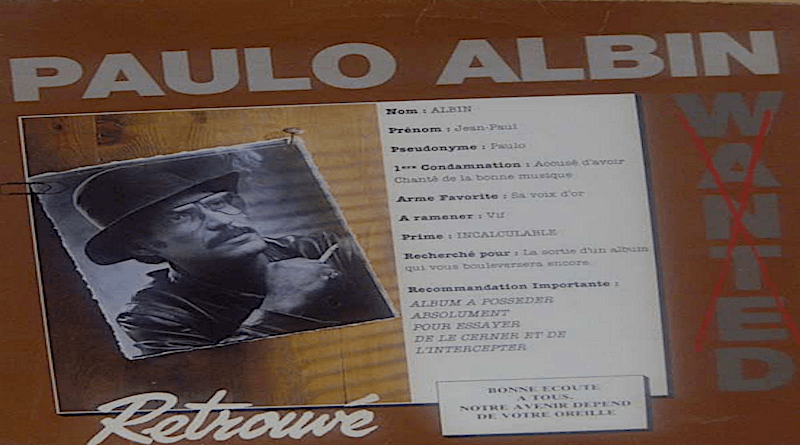 PAULO ALBIN
WANTED
Nom : ALBIN
Prénom : Jean-Paul
Pseudonyme : Paulo
1ère Condamnation : Accusé d'avoir
Chanté de la bonne musique
Arme Favorite : Sa voix d'or
A ramener : Vif
Prime : INCALCULABLE
Recherché pour : La sortie d'un album
qui vous bouleversera encore.
Recommandation Importante :
ALBUM A POSSEDER
ABSOLUMENT
POUR ESSAYER
DE LE CERNER ET DE
L'INTERCEPTER
Retrouvé
BONNE ECOUTE
A TOUS.
NOTRE AVENIR DEPEND
DE VOTRE OREILLE